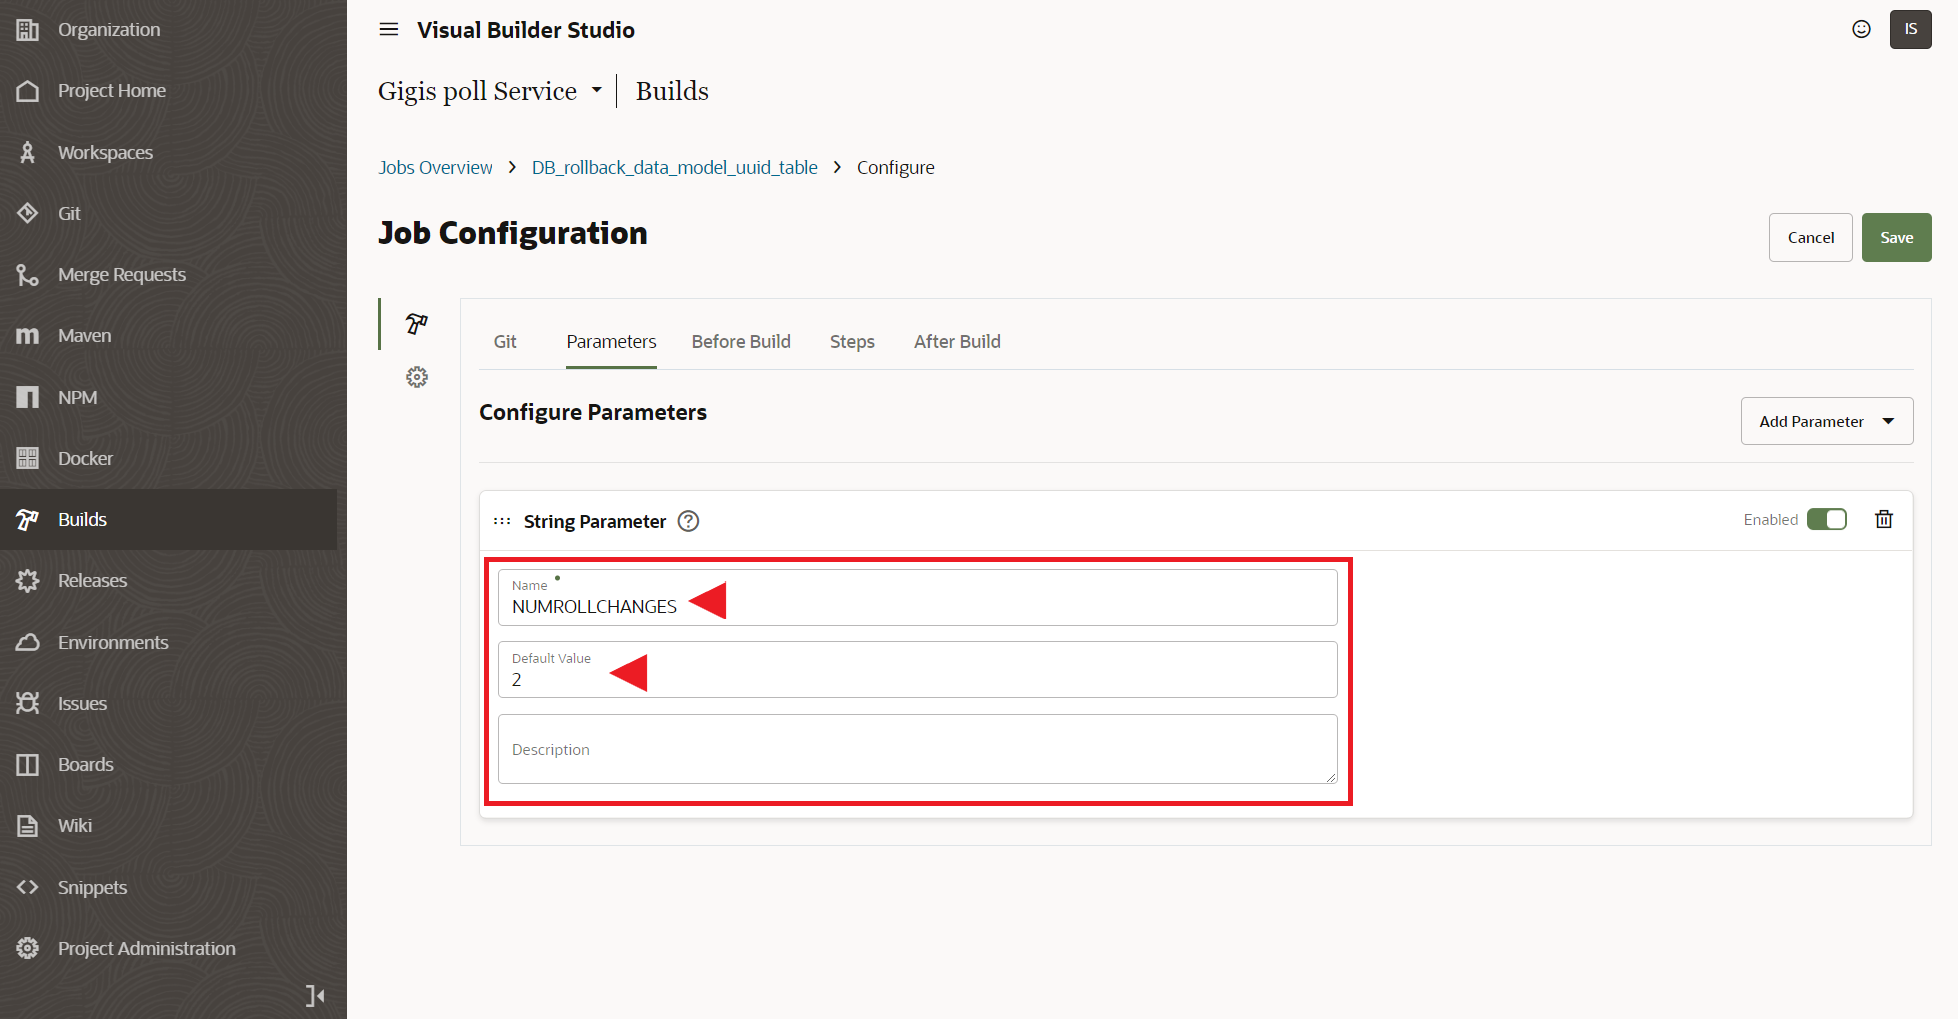 Organization
Project Home
Workspaces
Git
Merge Requests
Maven
NPM
Docker
Builds
Releases
Environments
Issues
Boards
Wiki
Snippets
Project Administration
Visual Builder Studio
IS
Gigis poll Service
Builds
Jobs Overview > DB_rollback_data_model_uuid_table > Configure
Job Configuration
Cancel
Save
Git
Parameters
Before Build
Steps
After Build
Configure Parameters
Add Parameter
String Parameter
Enabled
Name
NUMROLLCHANGES
Default Value
2
Description